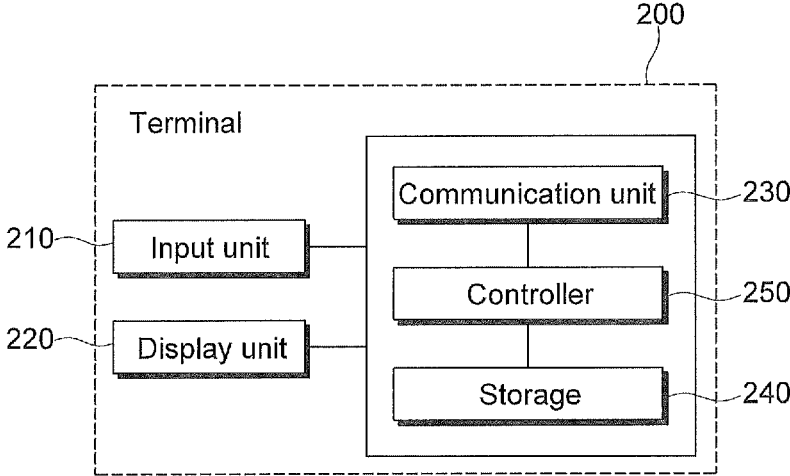 200
Terminal
Communication unit
230
210
Input unit
Controller
250
220
Display unit
Storage
240